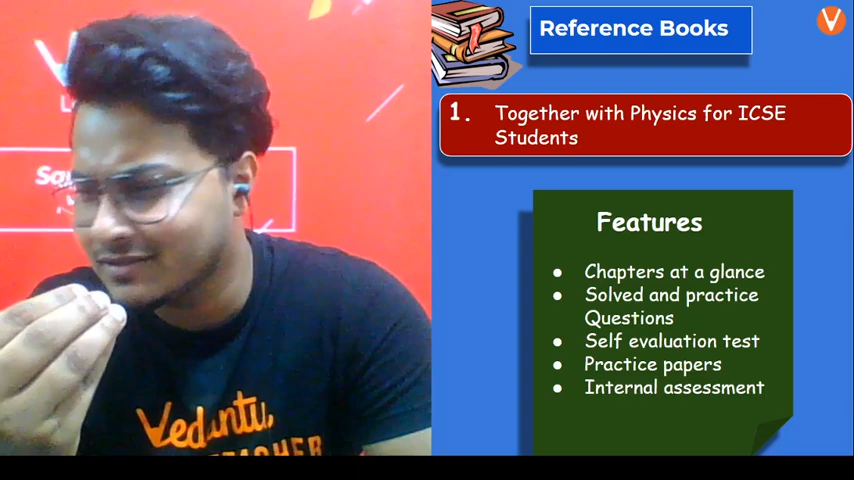 Reference Books
1. Together with Physics for ICSE
Students
Features
● Chapters at a glance
● Solved and practice
Questions
● Self evaluation test
● Practice papers
● Internal assessment
Vedantu